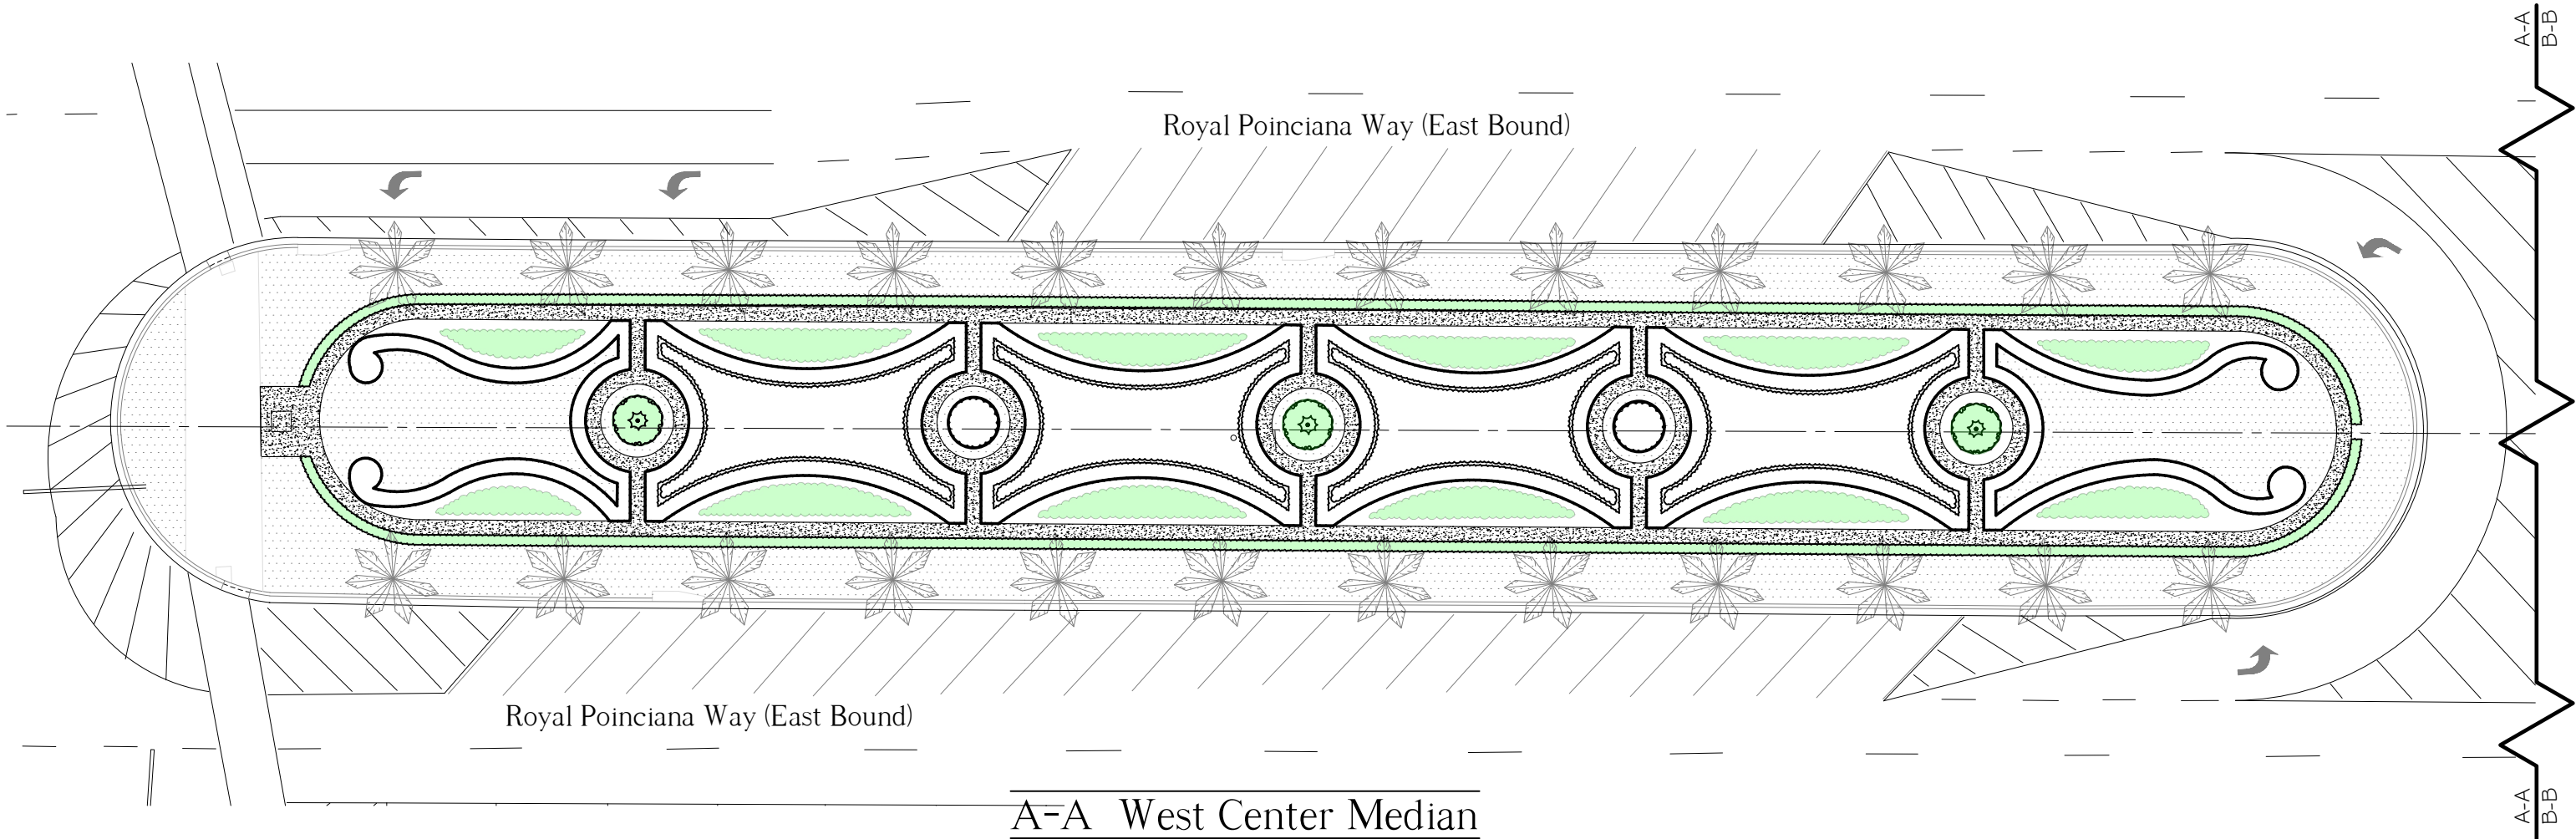 A-A
B-B
Royal Poinciana Way (East Bound)
Royal Poinciana Way (East Bound)
A-A West Center Median
A-A
B-B